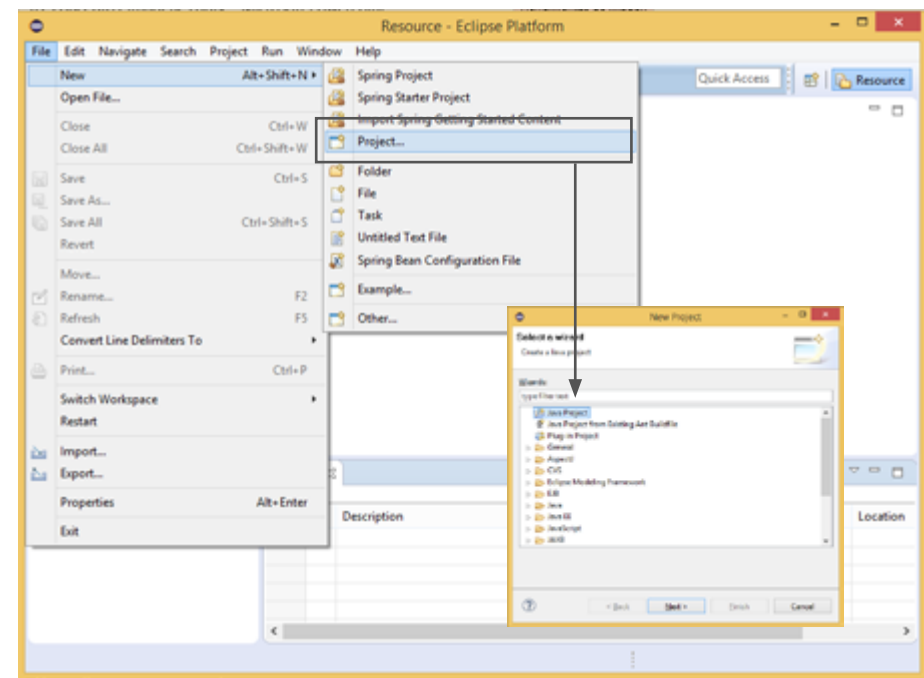 Resource - Eclipse Platform
File Edit Navigate Search Project Run Window Help
New Alt+Shift+N
Open File...
Close Ctrl+W
Close All Ctrl+Shift+W
Save Ctrl+S
Save As...
Save All Ctrl+Shift+S
Revert
Move...
Rename... F2
Refresh F5
Convert Line Delimiters To
Print... Ctrl+P
Switch Workspace
Restart
Import...
Export...
Properties Alt+Enter
Exit
Spring Project
Spring Starter Project
Import Spring Getting Started Content
Project...
Folder
File
Task
Untitled Text File
Spring Bean Configuration File
Example...
Other...
Quick Access
Resource
Description
Location
New Project
Select a wizard
Create a Java project
Wizards:
type filter text
Java Project
Java Project from Existing Ant Buildfile
Plug-in Project
General
AspectJ
CVS
Eclipse Modeling Framework
EJB
Java
Java EE
JavaScript
JAXB
< Back Next > Finish Cancel